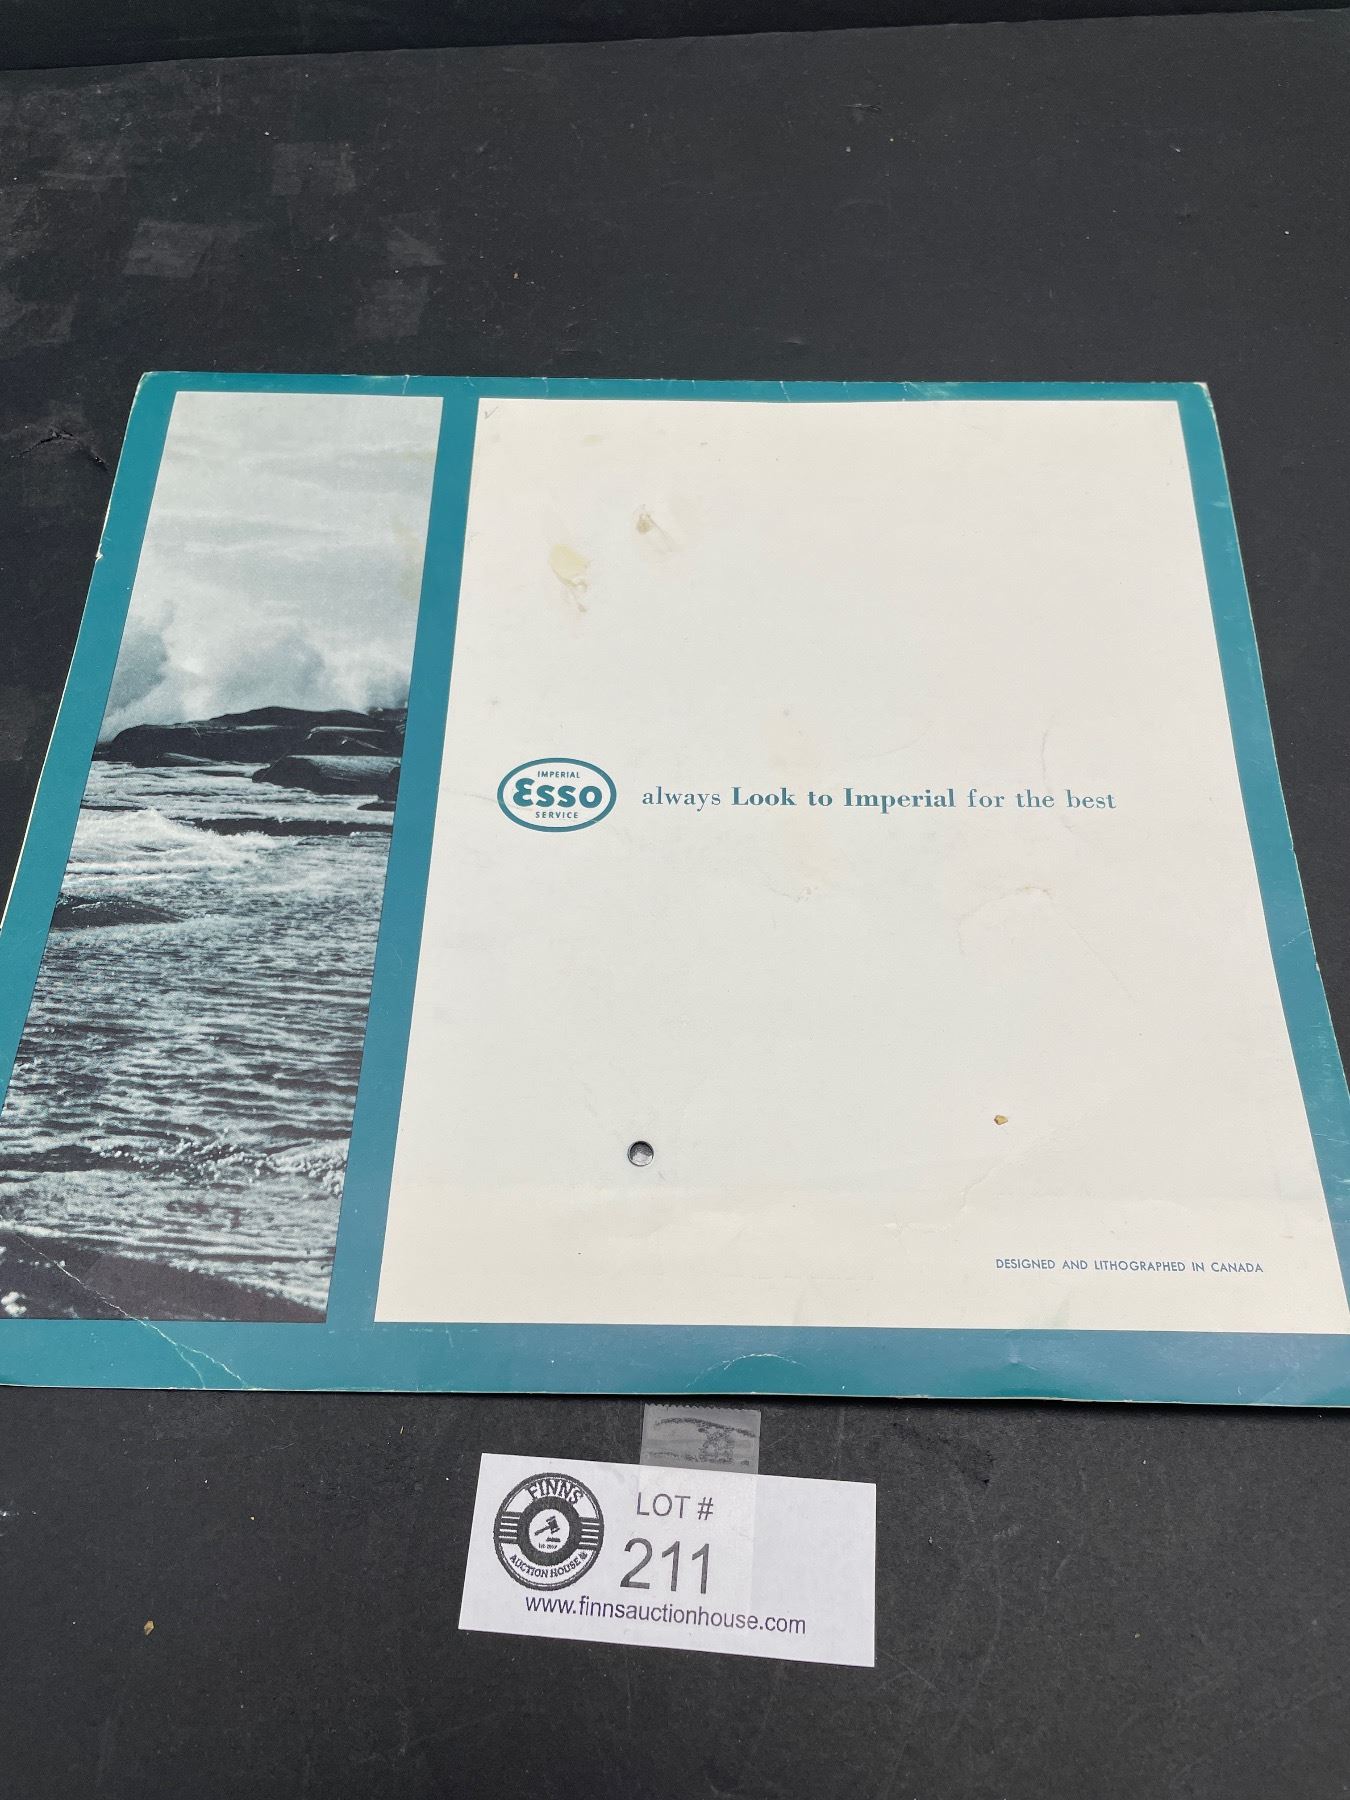 IMPERIAL
Esso
SERVICE
always Look to Imperial for the best
DESIGNED AND LITHOGRAPHED IN CANADA
FINNS
AUCTION HOUSE
LOT #
211
www.finnsauctionhouse.com